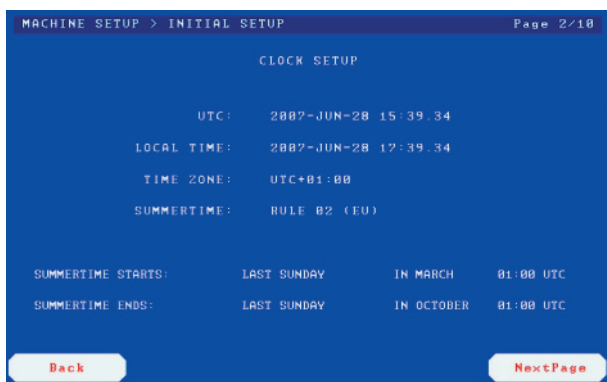 MACHINE SETUP > INITIAL SETUP Page 2/10
CLOCK SETUP
UTC: 2007-JUN-28 15:39.34
LOCAL TIME: 2007-JUN-28 17:39.34
TIME ZONE: UTC+01:00
SUMMERTIME: RULE 02 (EU)
SUMMERTIME STARTS: LAST SUNDAY IN MARCH 01:00 UTC
SUMMERTIME ENDS: LAST SUNDAY IN OCTOBER 01:00 UTC
Back NextPage